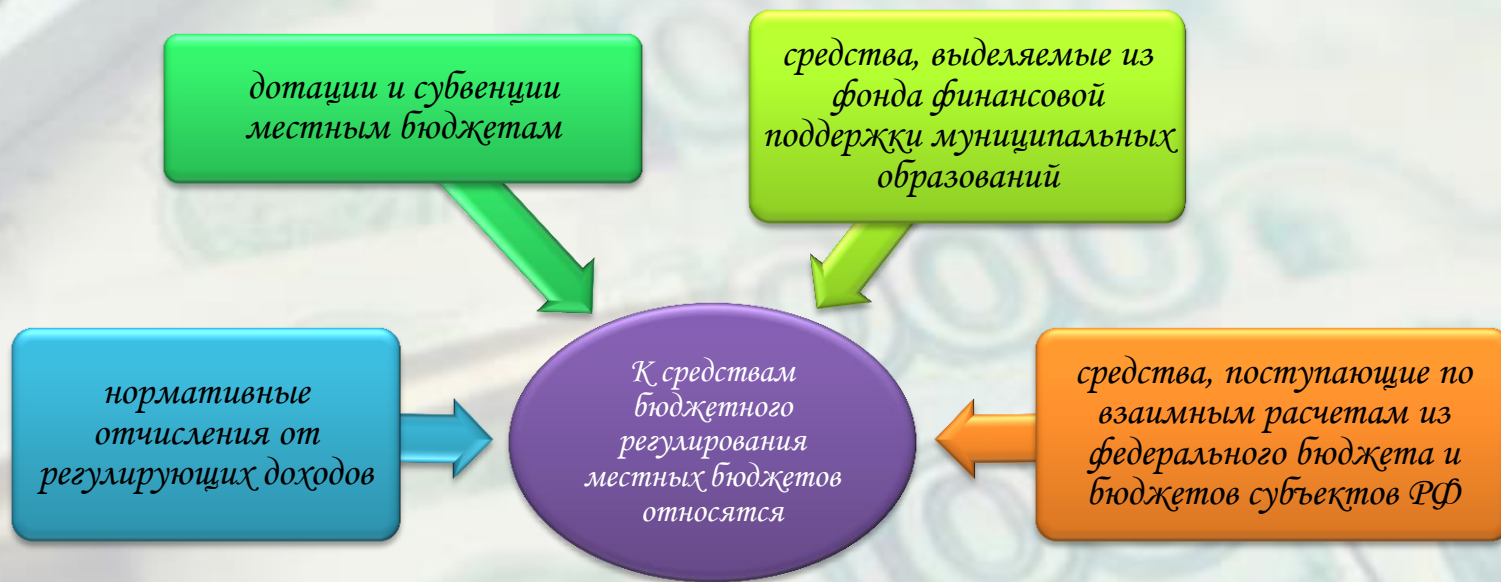 дотации и субвенции
местным бюджетам
средства, выделяемые из
фонда финансовой
поддержки муниципальных
образований
нормативные
отчисления от
регулирующих доходов
К средствам
бюджетного
регулирования
местных бюджетов
относятся
средства, поступающие по
взаимным расчетам из
федерального бюджета и
бюджетов субъектов РФ